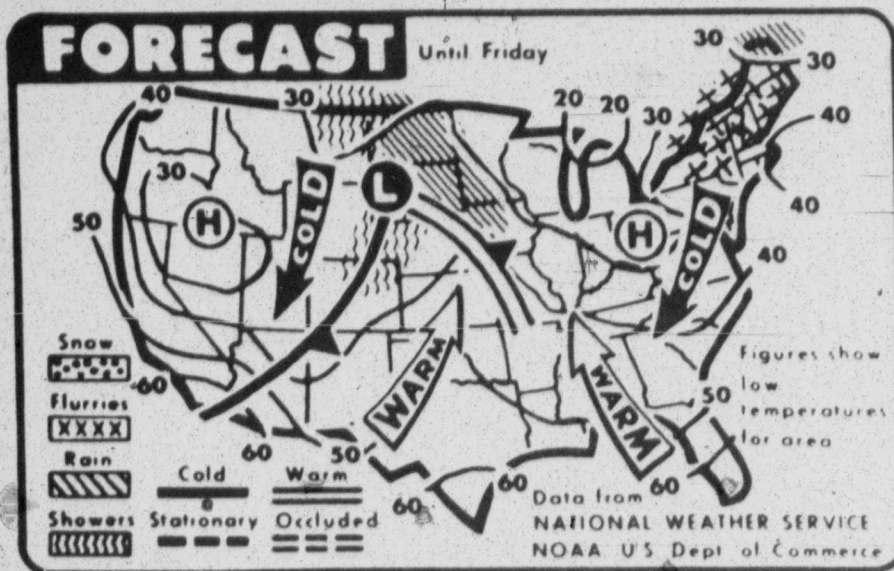 FORECAST
Until Friday
30
40
30
20
20
30
30
40
30
50
40
40
H
COLD
L
H
COLD
Snow
Flurries
XXXX
Rain
Showers
60
60
50
WARM
WARM
60
60
60
50
Cold
Warm
Stationary
Occluded
Figures show
low
temperatures
for area
Data from
NATIONAL WEATHER SERVICE
NOAA U S Dept of Commerce